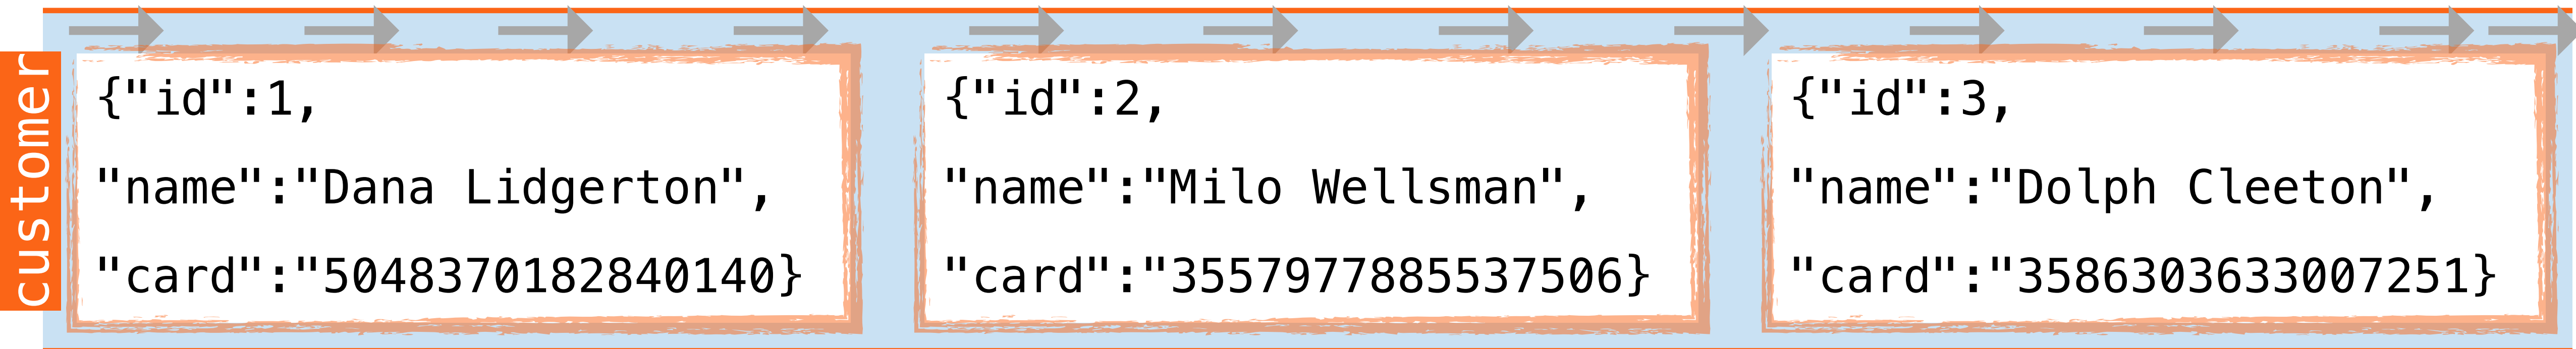 customer
{"id":1,
"name":"Dana Lidgerton",
"card":"5048370182840140}
{"id":2,
"name":"Milo Wellsman",
"card":"3557977885537506}
{"id":3,
"name":"Dolph Cleeton",
"card":"3586303633007251}